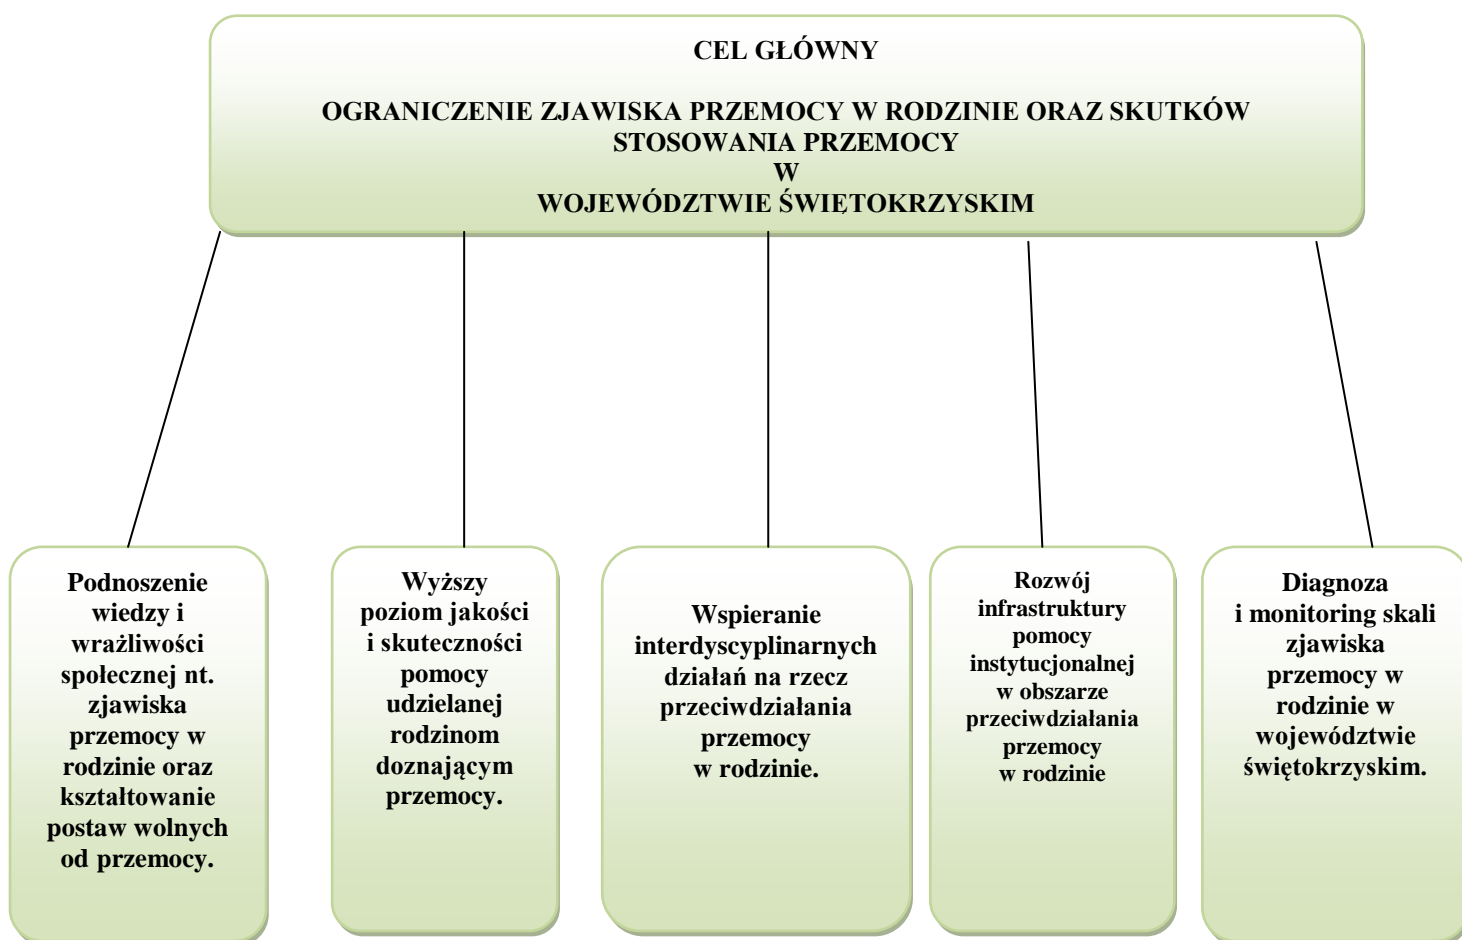 CEL GŁÓWNY
OGRANICZENIE ZJAWISKA PRZEMOCY W RODZINIE ORAZ SKUTKÓW
STOSOWANIA PRZEMOCY
W
WOJEWÓDZTWIE ŚWIĘTOKRZYSKIM
Podnoszenie
wiedzy i
wrażliwości
społecznej nt.
zjawiska
przemocy w
rodzinie oraz
kształtowanie
postaw wolnych
od przemocy.
Wyższy
poziom jakości
i skuteczności
pomocy
udzielanej
rodzinom
doznającym
przemocy.
Wspieranie
interdyscyplinarnych
działań na rzecz
przeciwdziałania
przemocy
w rodzinie.
Rozwój
infrastruktury
pomocy
instytucjonalnej
w obszarze
przeciwdziałania
przemocy
w rodzinie
Diagnoza
i monitoring skali
zjawiska
przemocy w
rodzinie w
województwie
świętokrzyskim.